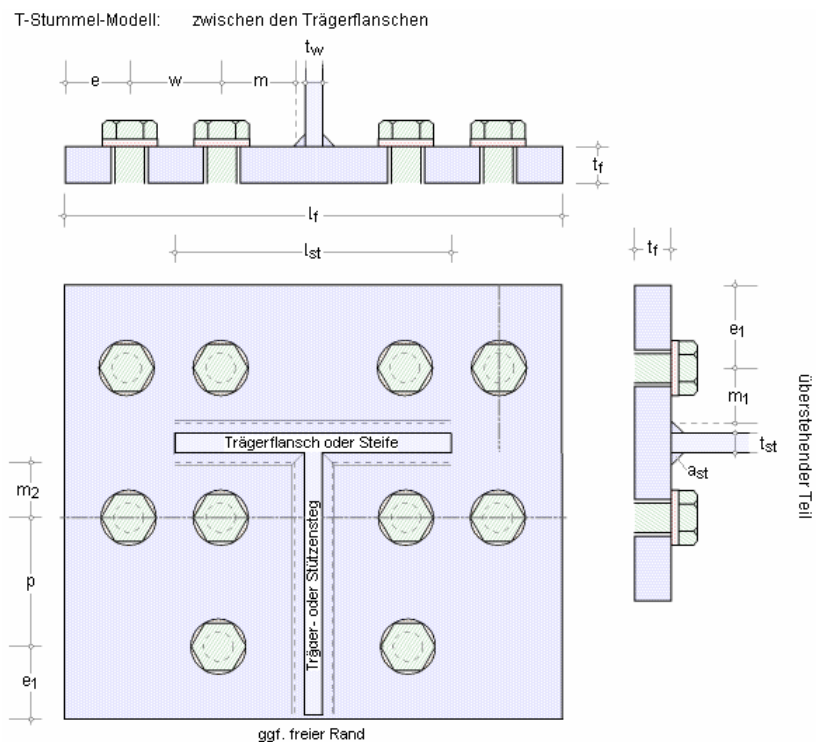 T-Stummel-Modell: zwischen den Trägerflanschen
tw
e w m
tf
lf
lst
tf
e1
m1
tst
ast
überstehender Teil
Trägerflansch oder Steife
m2
p
e1
Träger- oder Stützensteg
ggf. freier Rand